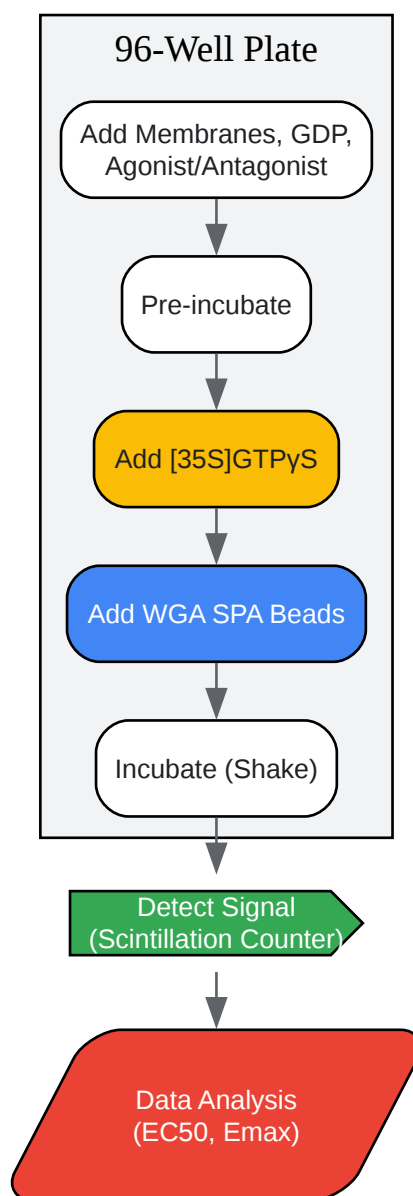 96-Well Plate
Add Membranes, GDP,
Agonist/Antagonist
Pre-incubate
Add [35S]GTPγS
Add WGA SPA Beads
Incubate (Shake)
Detect Signal
(Scintillation Counter)
Data Analysis
(EC50, Emax)